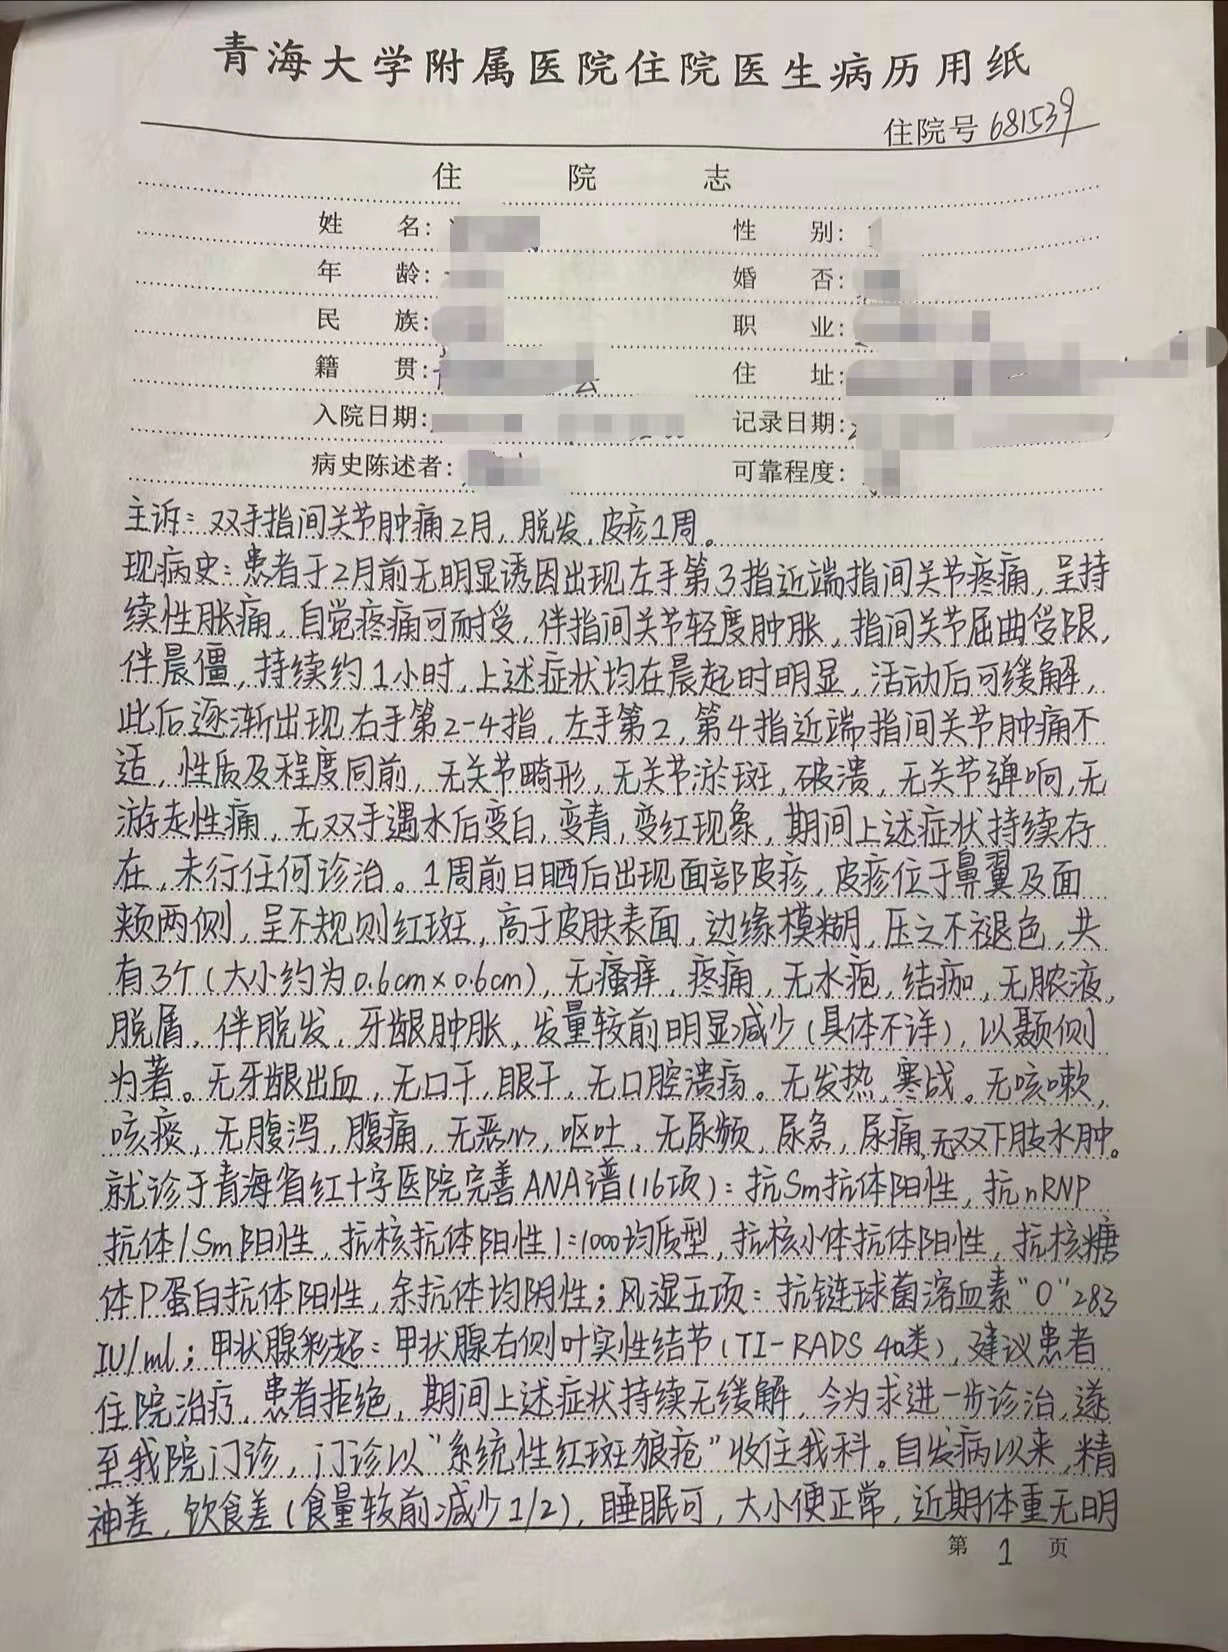 青海大学附属医院住院医生病历用纸
住院号 681539
住院志
姓名： 性别：
年龄： 婚否：
民族： 职业：
籍贯： 住址：
入院日期： 记录日期：
病史陈述者： 可靠程度：
主诉：双手指间关节肿痛2月，脱发，皮疹1周。
现病史：患者于2月前无明显诱因出现左手第3指近端指间关节疼痛，呈持
续性胀痛，自觉疼痛可耐受，伴指间关节轻度肿胀，指间关节屈曲受限，
伴晨僵，持续约1小时，上述症状均在晨起时明显，活动后可缓解，
此后逐渐出现右手第2-4指，左手第2，第4指近端指间关节肿痛不
适，性质及程度同前，无关节畸形，无关节淤斑，破溃，无关节弹响，无
游走性痛，无双手遇水后变白，变青，变红现象，期间上述症状持续存
在，未行任何诊治。1周前日晒后出现面部皮疹，皮疹位于鼻翼及面
颊两侧，呈不规则红斑，高于皮肤表面，边缘模糊，压之不褪色，共
有3个（大小约为0.6cm×0.6cm），无瘙痒，疼痛，无水疱，结痂，无脓液，
脱屑，伴脱发，牙龈肿胀，发量较前明显减少（具体不详），以颞侧
为著。无牙龈出血，无口干，眼干，无口腔溃疡。无发热，寒战。无咳嗽，
咳痰，无腹泻，腹痛，无恶心，呕吐，无尿频，尿急，尿痛，无双下肢水肿。
就诊于青海省红十字医院完善ANA谱（16项）：抗Sm抗体阳性，抗nRNP
抗体/Sm阳性，抗核抗体阳性1:1000均质型，抗核小体抗体阳性，抗核糖
体P蛋白抗体阳性，余抗体均阴性；风湿五项：抗链球菌溶血素“O”283
IU/ml；甲状腺彩超：甲状腺右侧叶实性结节（TI-RADS 4a类），建议患者
住院治疗，患者拒绝，期间上述症状持续无缓解，今为求进一步诊治，遂
至我院门诊，门诊以“系统性红斑狼疮”收住我科。自发病以来，精
神差，饮食差（食量较前减少1/2），睡眠可，大小便正常，近期体重无明
第 1 页